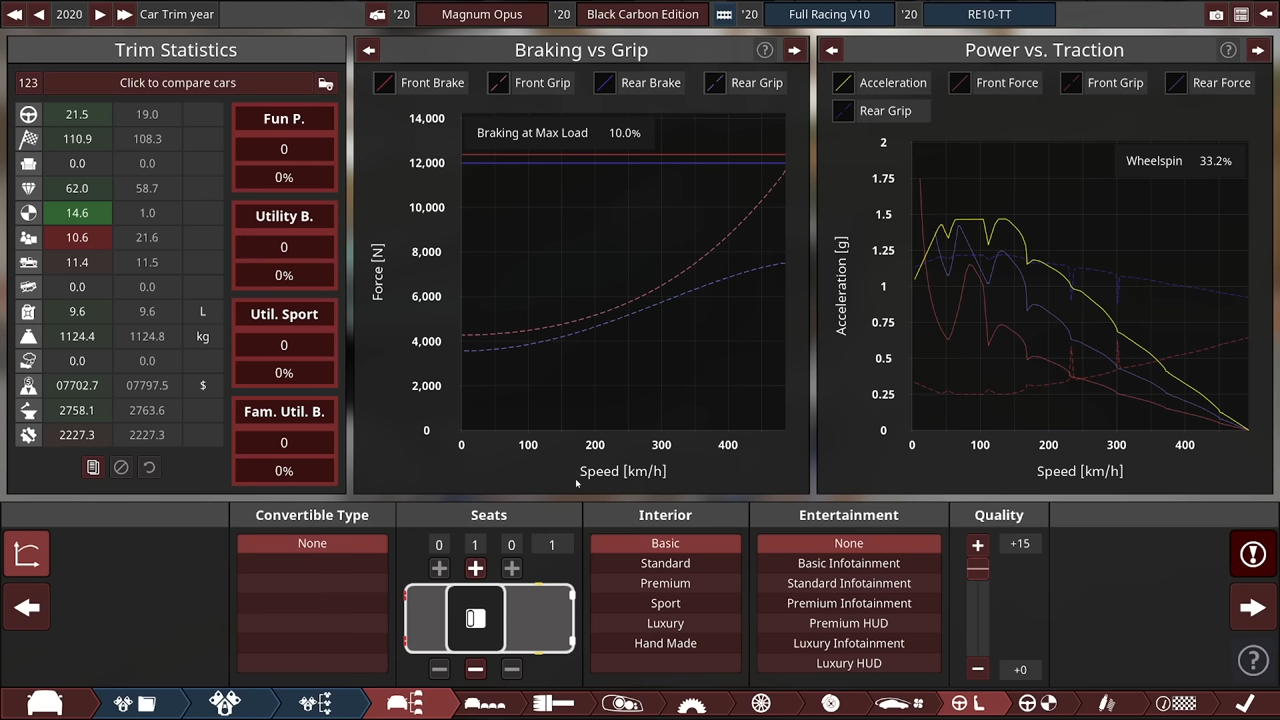 2020 Car Trim year '20 Magnum Opus '20 Black Carbon Edition '20 Full Racing V10 '20 RE10-TT
Trim Statistics
123 Click to compare cars
21.5 19.0
110.9 108.3
0.0 0.0
62.0 58.7
14.6 1.0
10.6 21.6
11.4 11.5
0.0 0.0
9.6 9.6 L
1124.4 1124.8 kg
0.0 0.0
07702.7 07797.5 $
2758.1 2763.6
2227.3 2227.3
Fun P.
0
0%
Utility B.
0
0%
Util. Sport
0
0%
Fam. Util. B.
0
0%
Braking vs Grip ?
Front Brake Front Grip Rear Brake Rear Grip
Braking at Max Load 10.0%
14,000
12,000
10,000
8,000
6,000
4,000
2,000
0
Force [N]
0 100 200 300 400
Speed [km/h]
Power vs. Traction ?
Acceleration Front Force Front Grip Rear Force
Rear Grip
Wheelspin 33.2%
2
1.75
1.5
1.25
1
0.75
0.5
0.25
0
Acceleration [g]
0 100 200 300 400
Speed [km/h]
Convertible Type
None
Seats
0 1 0 1
Interior
Basic
Standard
Premium
Sport
Luxury
Hand Made
Entertainment
None
Basic Infotainment
Standard Infotainment
Premium Infotainment
Premium HUD
Luxury Infotainment
Luxury HUD
Quality
+15
+0
?